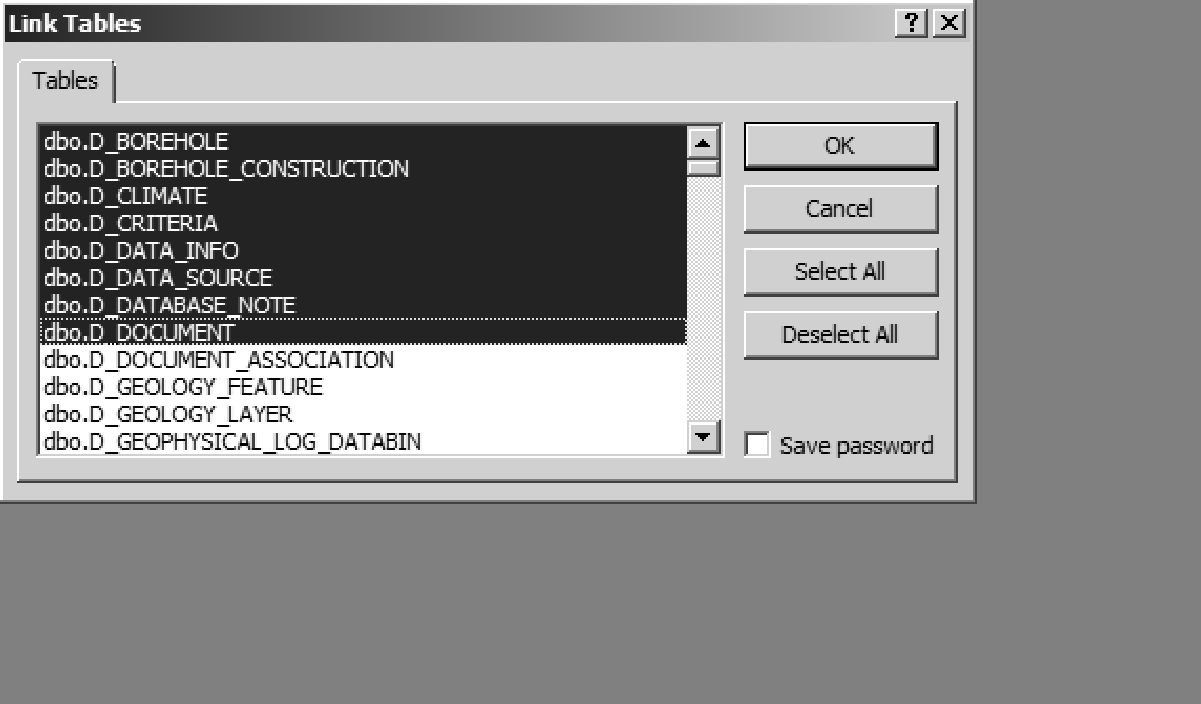 Link Tables
Tables
dbo.D_BOREHOLE
dbo.D_BOREHOLE_CONSTRUCTION
dbo.D_CLIMATE
dbo.D_CRITERIA
dbo.D_DATA_INFO
dbo.D_DATA_SOURCE
dbo.D_DATABASE_NOTE
dbo.D_DOCUMENT
dbo.D_DOCUMENT_ASSOCIATION
dbo.D_GEOLOGY_FEATURE
dbo.D_GEOLOGY_LAYER
dbo.D_GEOPHYSICAL_LOG_DATABIN
OK
Cancel
Select All
Deselect All
Save password